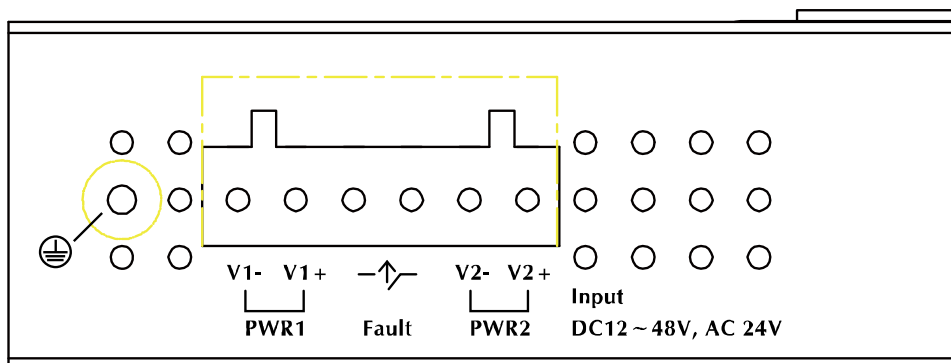 V1- V1+ V2- V2+
PWR1 Fault PWR2
Input
DC12~48V, AC 24V